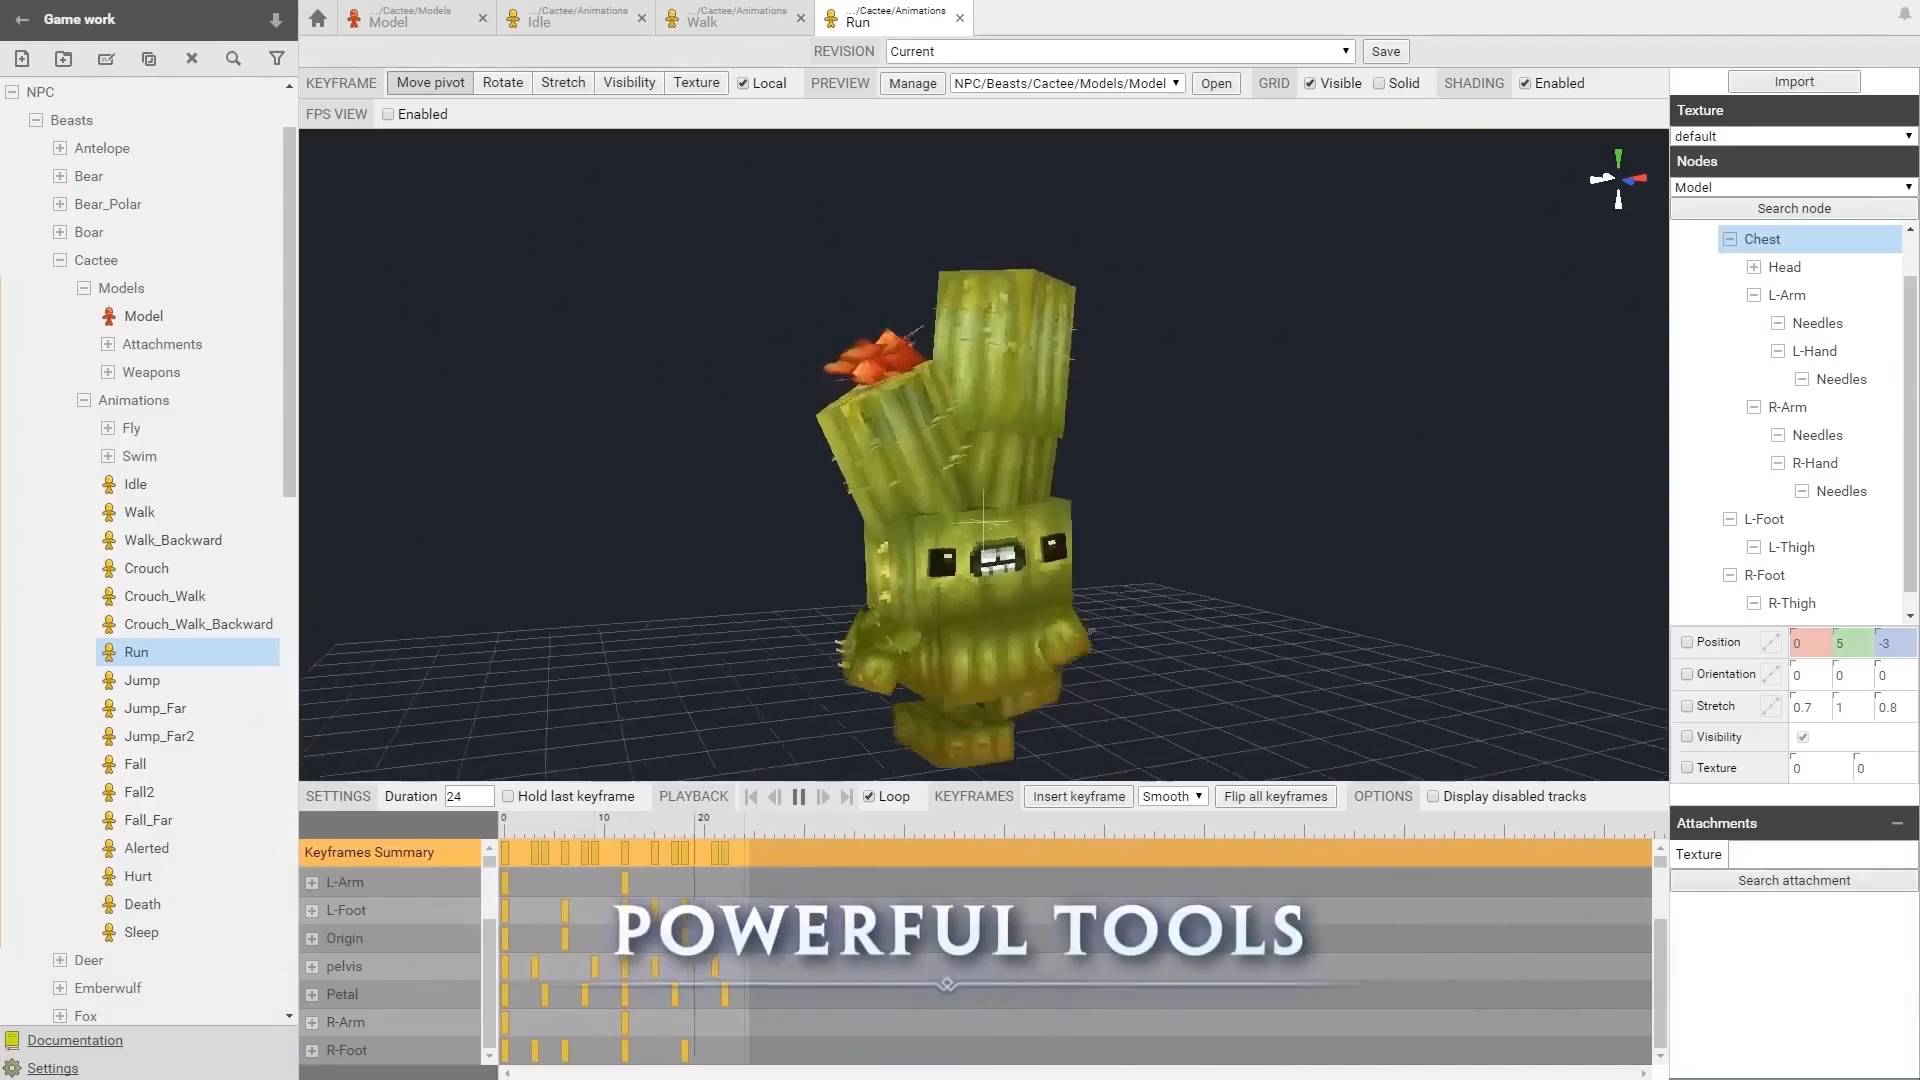 Game work
.../Cactee/Models
Model
.../Cactee/Animations
Idle
.../Cactee/Animations
Walk
.../Cactee/Animations
Run
REVISION Current Save
KEYFRAME Move pivot Rotate Stretch Visibility Texture Local PREVIEW Manage NPC/Beasts/Cactee/Models/Model Open GRID Visible Solid SHADING Enabled
FPS VIEW Enabled
NPC
Beasts
Antelope
Bear
Bear_Polar
Boar
Cactee
Models
Model
Attachments
Weapons
Animations
Fly
Swim
Idle
Walk
Walk_Backward
Crouch
Crouch_Walk
Crouch_Walk_Backward
Run
Jump
Jump_Far
Jump_Far2
Fall
Fall2
Fall_Far
Alerted
Hurt
Death
Sleep
Deer
Emberwulf
Fox
Documentation
Settings
Import
Texture
default
Nodes
Model
Search node
Chest
Head
L-Arm
Needles
L-Hand
Needles
R-Arm
Needles
R-Hand
Needles
L-Foot
L-Thigh
R-Foot
R-Thigh
Position 0 5 -3
Orientation 0 0 0
Stretch 0.7 1 0.8
Visibility
Texture 0 0
Attachments
Texture
Search attachment
SETTINGS Duration 24 Hold last keyframe PLAYBACK Loop KEYFRAMES Insert keyframe Smooth Flip all keyframes OPTIONS Display disabled tracks
0 10 20
Keyframes Summary
L-Arm
L-Foot
Origin
pelvis
Petal
R-Arm
R-Foot
POWERFUL TOOLS